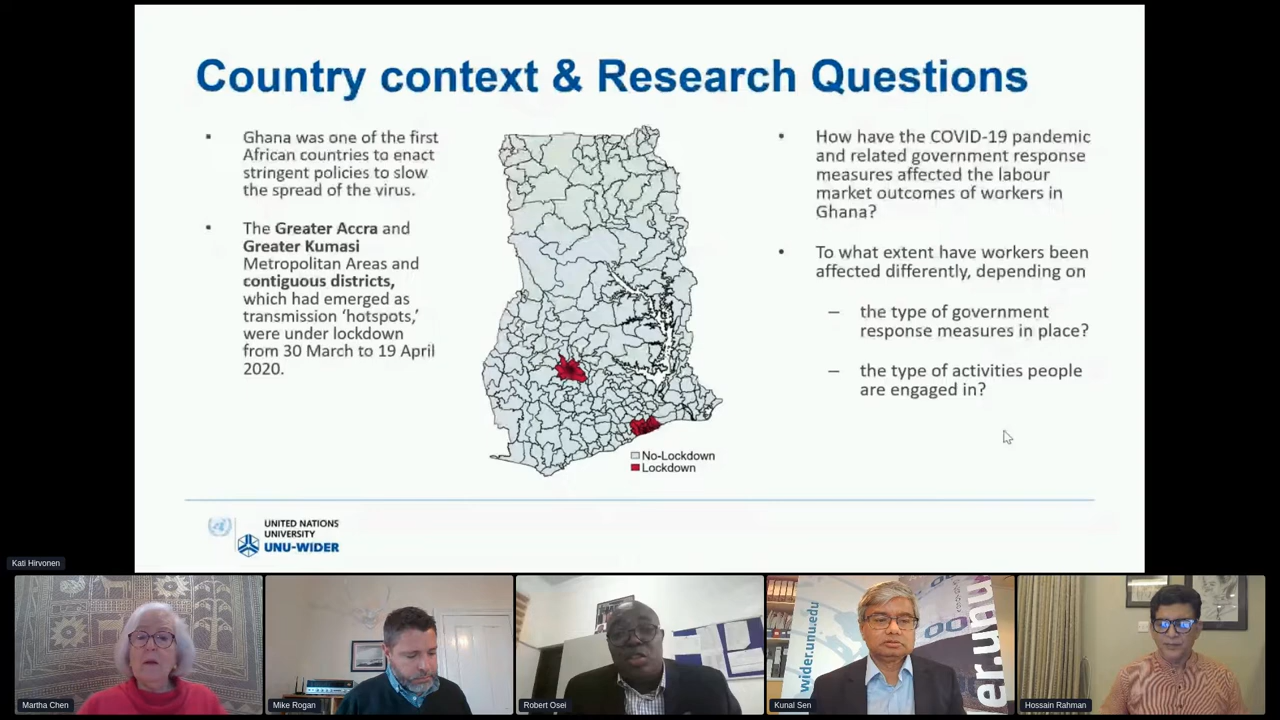 Country context & Research Questions
▪ Ghana was one of the first
African countries to enact
stringent policies to slow
the spread of the virus.
▪ The Greater Accra and
Greater Kumasi
Metropolitan Areas and
contiguous districts,
which had emerged as
transmission ‘hotspots,’
were under lockdown
from 30 March to 19 April
2020.
No-Lockdown
Lockdown
• How have the COVID-19 pandemic
and related government response
measures affected the labour
market outcomes of workers in
Ghana?
• To what extent have workers been
affected differently, depending on
– the type of government
response measures in place?
– the type of activities people
are engaged in?
UNITED NATIONS
UNIVERSITY
UNU-WIDER
Kati Hirvonen
Martha Chen
Mike Rogan
Robert Osei
wider.unu.edu
er.unu
Kunal Sen
Hossain Rahman